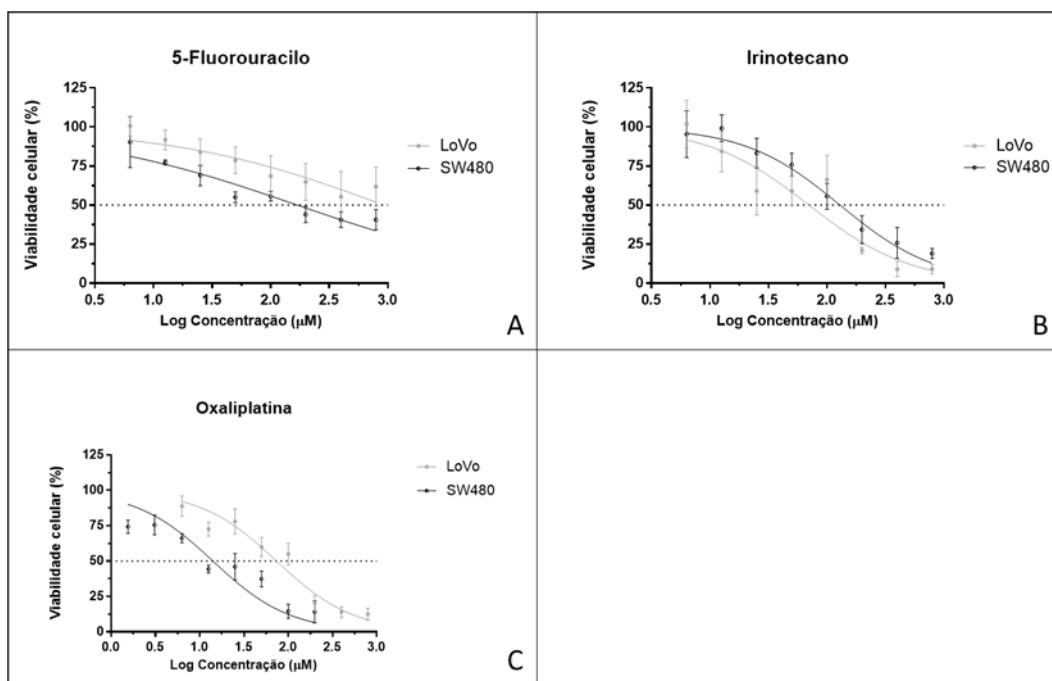 5-Fluorouracilo
Viabilidade celular (%)
125
100
75
50
25
0
0.5 1.0 1.5 2.0 2.5 3.0
Log Concentração (µM)
LoVo
SW480
A
Irinotecano
Viabilidade celular (%)
125
100
75
50
25
0
0.5 1.0 1.5 2.0 2.5 3.0
Log Concentração (µM)
LoVo
SW480
B
Oxaliplatina
Viabilidade celular (%)
125
100
75
50
25
0
0.0 0.5 1.0 1.5 2.0 2.5 3.0
Log Concentração (µM)
LoVo
SW480
C